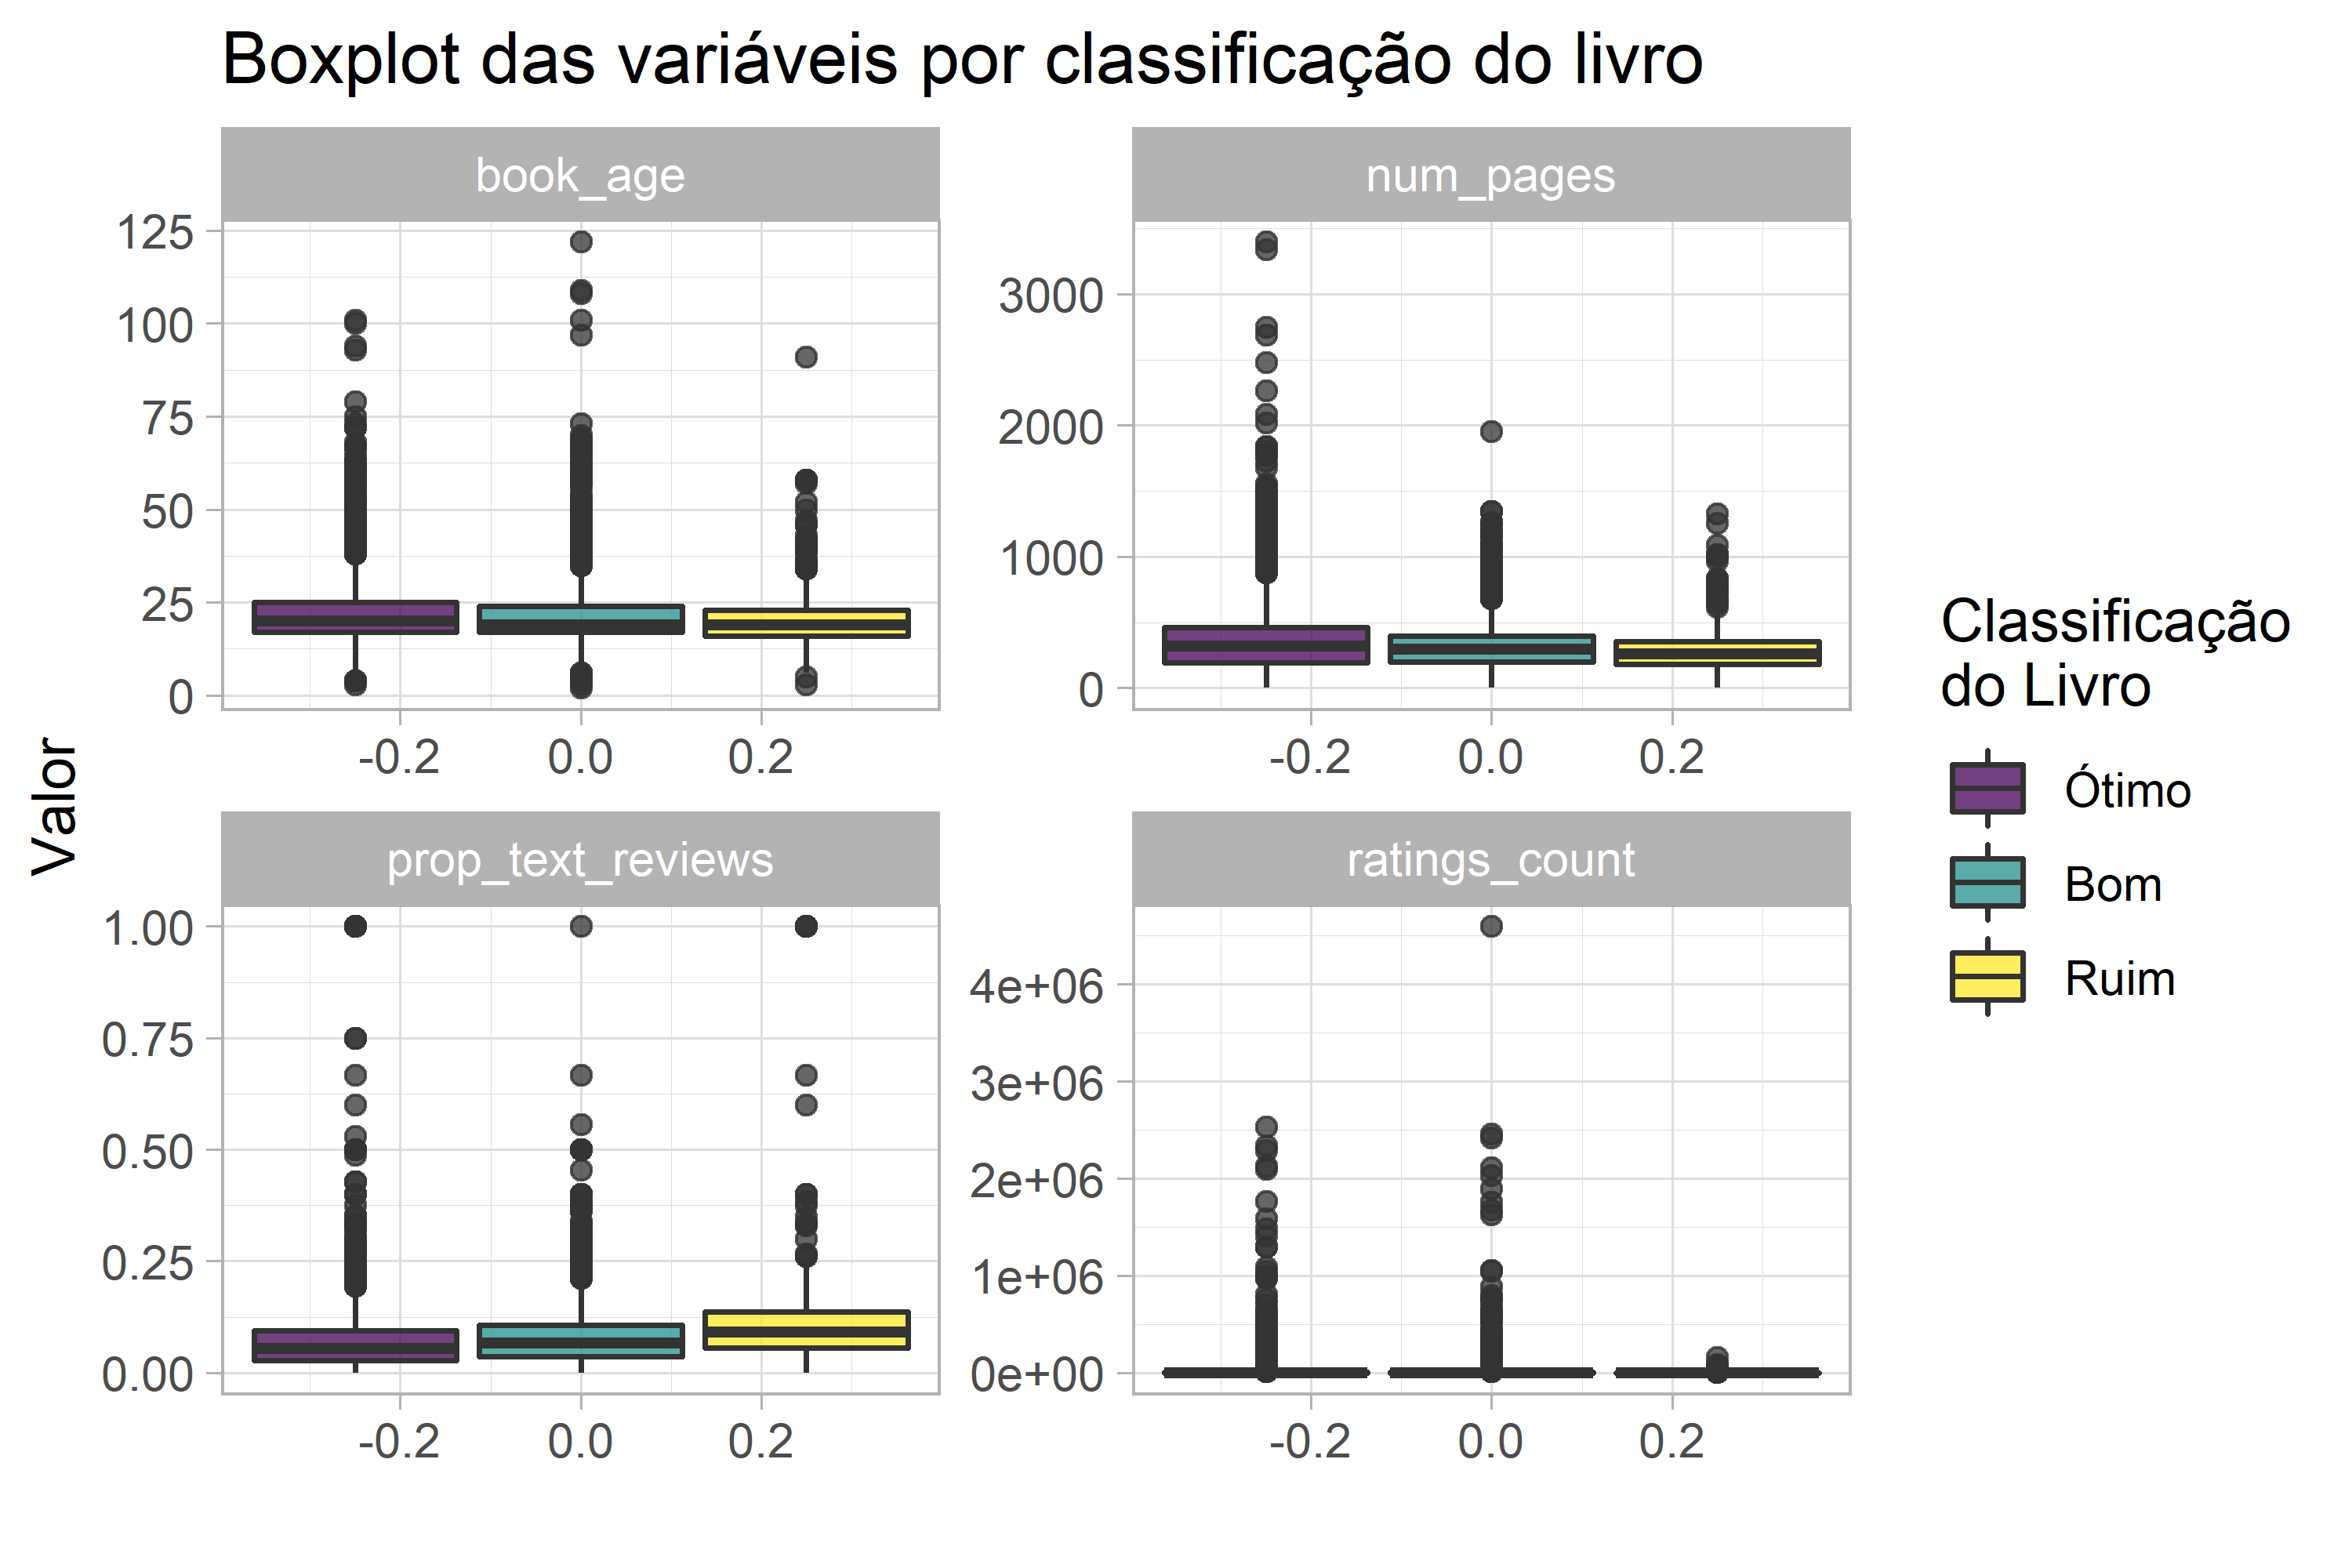 Boxplot das variáveis por classificação do livro
book_age
num_pages
125
100
75
50
25
0
3000
2000
1000
0
-0.2
0.0
0.2
-0.2
0.0
0.2
Valor
prop_text_reviews
ratings_count
1.00
0.75
0.50
0.25
0.00
4e+06
3e+06
2e+06
1e+06
0e+00
-0.2
0.0
0.2
-0.2
0.0
0.2
Classificação
do Livro
Ótimo
Bom
Ruim